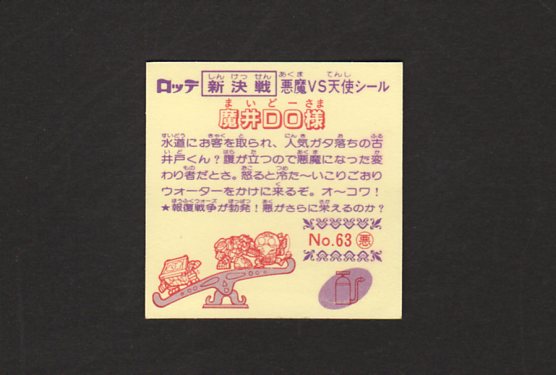 ロッテ 新決戦 悪魔VS天使シール
魔井DO様
水道にお客を取られ、人気ガタ落ちの古
井戸くん?腹が立つので悪魔になった変
わり者だとさ。怒ると冷た〜いこりごおり
ウォーターをかけに来るぞ。オ〜コワ!
★報復戦争が勃発!悪がさらに栄えるのか?
No.63 悪